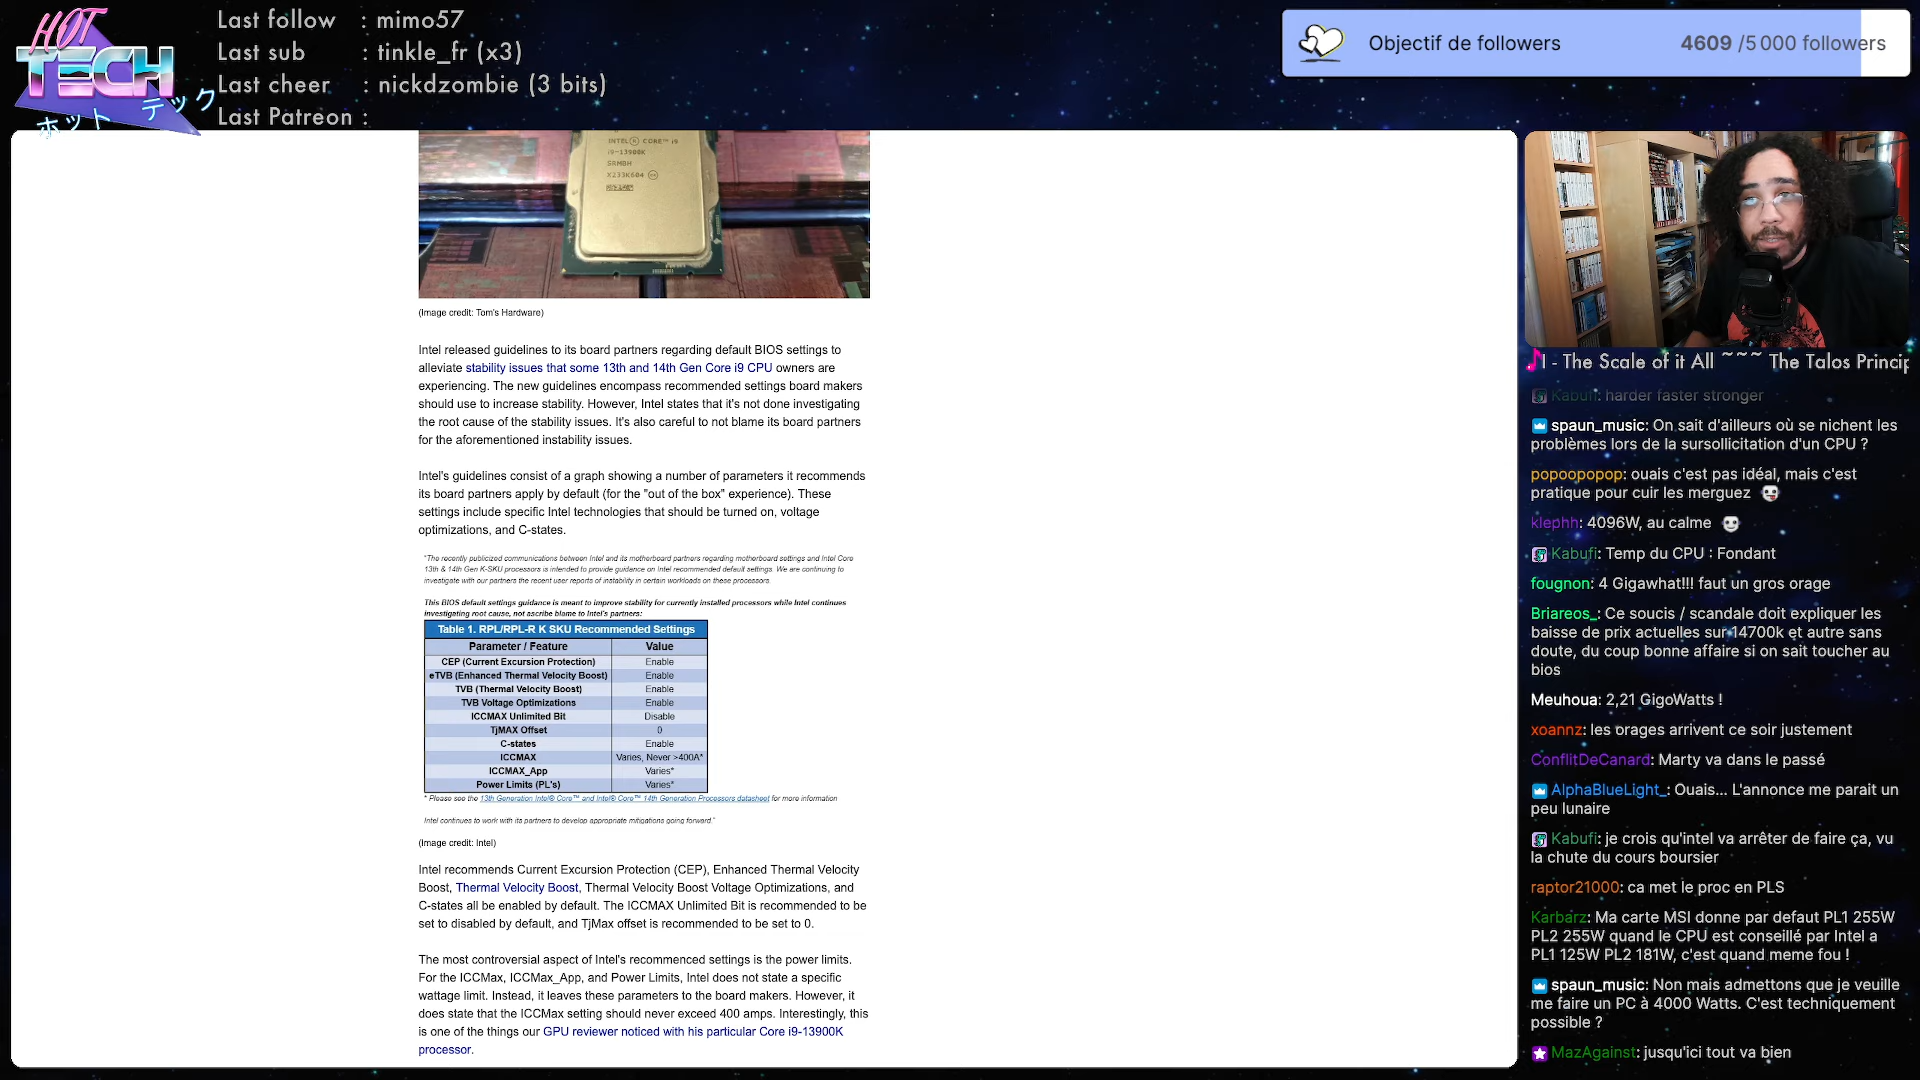 HOT
TECH
ホット テック
Last follow : mimo57
Last sub : tinkle_fr (x3)
Last cheer : nickdzombie (3 bits)
Last Patreon :
Objectif de followers 4609 /5 000 followers
INTEL® CORE™ i9
i9-13900K
SRMBH
X233K604
(Image credit: Tom's Hardware)
Intel released guidelines to its board partners regarding default BIOS settings to
alleviate stability issues that some 13th and 14th Gen Core i9 CPU owners are
experiencing. The new guidelines encompass recommended settings board makers
should use to increase stability. However, Intel states that it's not done investigating
the root cause of the stability issues. It's also careful to not blame its board partners
for the aforementioned instability issues.
Intel's guidelines consist of a graph showing a number of parameters it recommends
its board partners apply by default (for the "out of the box" experience). These
settings include specific Intel technologies that should be turned on, voltage
optimizations, and C-states.
"The recently publicized communications between Intel and its motherboard partners regarding motherboard settings and Intel Core
13th & 14th Gen K-SKU processors is intended to provide guidance on Intel recommended default settings. We are continuing to
investigate with our partners the recent user reports of instability in certain workloads on these processors.
This BIOS default settings guidance is meant to improve stability for currently installed processors while Intel continues
investigating root cause, not ascribe blame to Intel's partners:
Table 1. RPL/RPL-R K SKU Recommended Settings
Parameter / Feature Value
CEP (Current Excursion Protection) Enable
eTVB (Enhanced Thermal Velocity Boost) Enable
TVB (Thermal Velocity Boost) Enable
TVB Voltage Optimizations Enable
ICCMAX Unlimited Bit Disable
TjMAX Offset 0
C-states Enable
ICCMAX Varies, Never >400A*
ICCMAX_App Varies*
Power Limits (PL's) Varies*
* Please see the 13th Generation Intel® Core™ and Intel® Core™ 14th Generation Processors datasheet for more information
Intel continues to work with its partners to develop appropriate mitigations going forward."
(Image credit: Intel)
Intel recommends Current Excursion Protection (CEP), Enhanced Thermal Velocity
Boost, Thermal Velocity Boost, Thermal Velocity Boost Voltage Optimizations, and
C-states all be enabled by default. The ICCMAX Unlimited Bit is recommended to be
set to disabled by default, and TjMax offset is recommended to be set to 0.
The most controversial aspect of Intel's recommenced settings is the power limits.
For the ICCMax, ICCMax_App, and Power Limits, Intel does not state a specific
wattage limit. Instead, it leaves these parameters to the board makers. However, it
does state that the ICCMax setting should never exceed 400 amps. Interestingly, this
is one of the things our GPU reviewer noticed with his particular Core i9-13900K
processor.
I - The Scale of it All ~~~ The Talos Princip
Kabufi: harder faster stronger
spaun_music: On sait d'ailleurs où se nichent les
problèmes lors de la sursollicitation d'un CPU ?
popoopopop: ouais c'est pas idéal, mais c'est
pratique pour cuir les merguez
klephh: 4096W, au calme
Kabufi: Temp du CPU : Fondant
fougnon: 4 Gigawhat!!! faut un gros orage
Briareos_: Ce soucis / scandale doit expliquer les
baisse de prix actuelles sur 14700k et autre sans
doute, du coup bonne affaire si on sait toucher au
bios
Meuhoua: 2,21 GigoWatts !
xoannz: les orages arrivent ce soir justement
ConflitDeCanard: Marty va dans le passé
AlphaBlueLight_: Ouais... L'annonce me parait un
peu lunaire
Kabufi: je crois qu'intel va arrêter de faire ça, vu
la chute du cours boursier
raptor21000: ca met le proc en PLS
Karbarz: Ma carte MSI donne par defaut PL1 255W
PL2 255W quand le CPU est conseillé par Intel a
PL1 125W PL2 181W, c'est quand meme fou !
spaun_music: Non mais admettons que je veuille
me faire un PC à 4000 Watts. C'est techniquement
possible ?
MazAgainst: jusqu'ici tout va bien